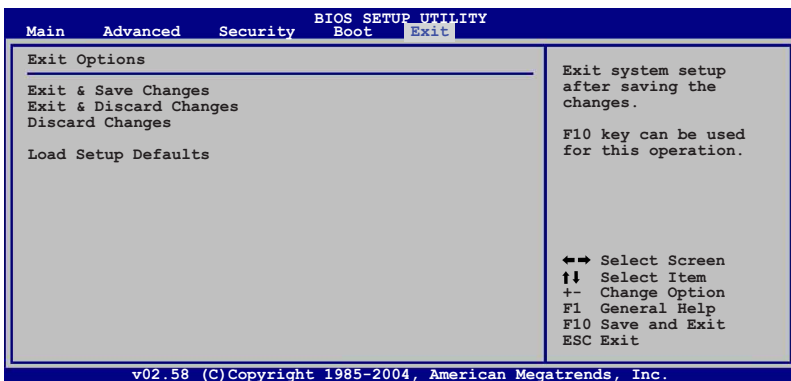 BIOS SETUP UTILITY
Main Advanced Security Boot Exit
Exit Options
Exit & Save Changes
Exit & Discard Changes
Discard Changes
Load Setup Defaults
Exit system setup
after saving the
changes.
F10 key can be used
for this operation.
←→ Select Screen
↑↓ Select Item
+- Change Option
F1 General Help
F10 Save and Exit
ESC Exit
v02.58 (C)Copyright 1985-2004, American Megatrends, Inc.